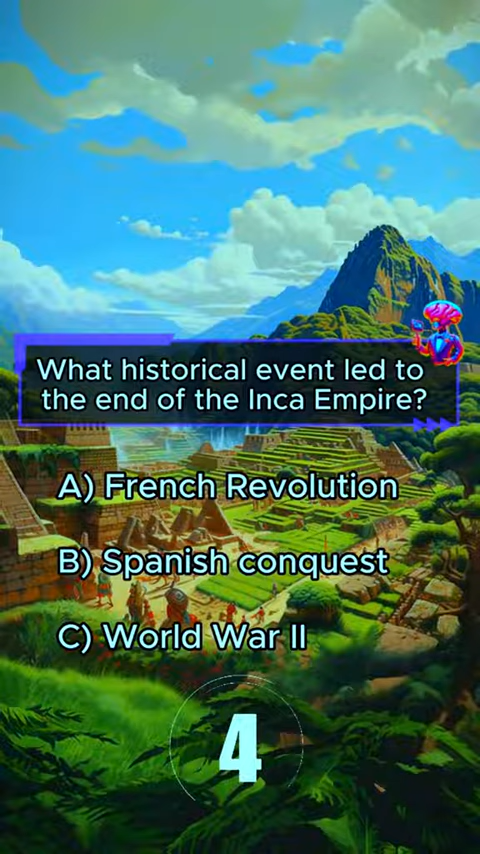 What historical event led to
the end of the Inca Empire?
A) French Revolution
B) Spanish conquest
C) World War II
4